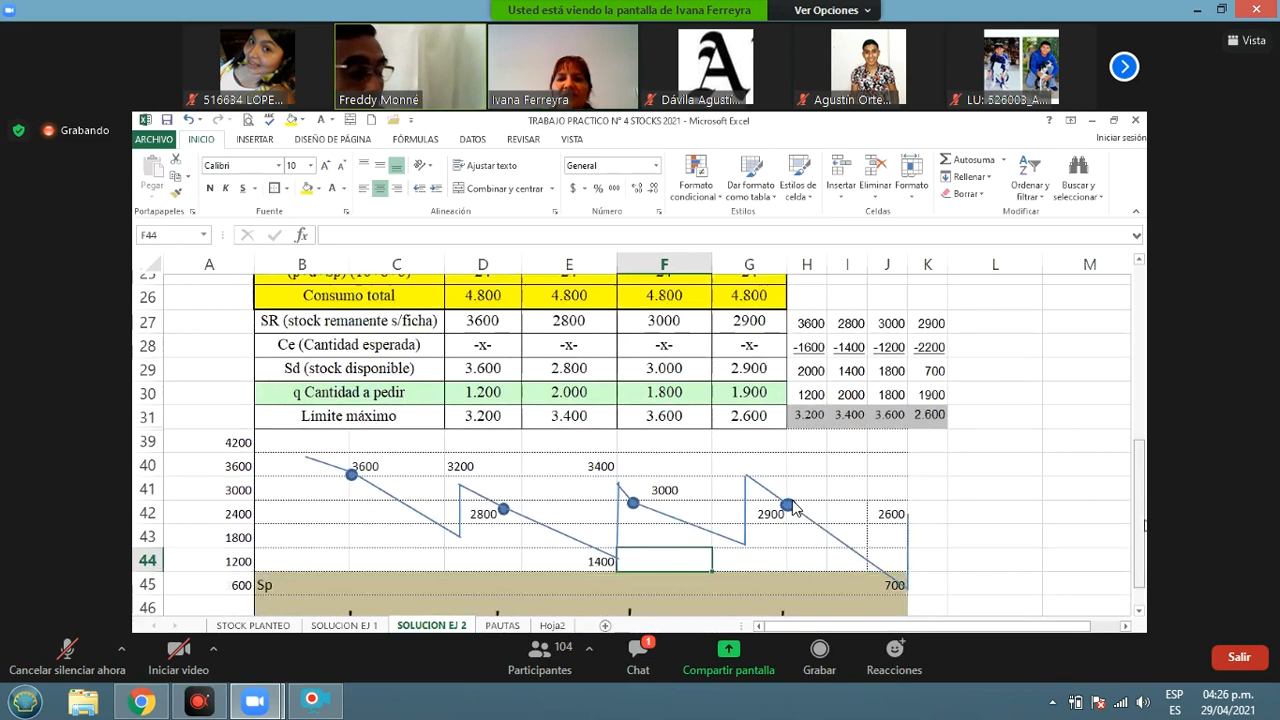 Usted está viendo la pantalla de Ivana Ferreyra
Ver Opciones
516634 LOPE...
Freddy Monné
Ivana Ferreyra
A
Dávila Agustí...
Agustín Orte...
LU: 526003_A...
Vista
Grabando
TRABAJO PRACTICO N° 4 STOCKS 2021 - Microsoft Excel
ARCHIVO INICIO INSERTAR DISEÑO DE PÁGINA FÓRMULAS DATOS REVISAR VISTA Iniciar sesión
Pegar
Calibri 10
N K S
Ajustar texto
Combinar y centrar
General
Formato condicional
Dar formato como tabla
Estilos de celda
Insertar Eliminar Formato
Autosuma
Rellenar
Borrar
Ordenar y filtrar
Buscar y seleccionar
Portapapeles Fuente Alineación Número Estilos Celdas Modificar
F44
A B C D E F G H I J K L M
26 Consumo total 4.800 4.800 4.800 4.800
27 SR (stock remanente s/ficha) 3600 2800 3000 2900 3600 2800 3000 2900
28 Ce (Cantidad esperada) -x- -x- -x- -x- -1600 -1400 -1200 -2200
29 Sd (stock disponible) 3.600 2.800 3.000 2.900 2000 1400 1800 700
30 q Cantidad a pedir 1.200 2.000 1.800 1.900 1200 2000 1800 1900
31 Limite máximo 3.200 3.400 3.600 2.600 3.200 3.400 3.600 2.600
39 4200
40 3600 3600 3200 3400
41 3000 3000
42 2400 2800 2900 2600
43 1800
44 1200 1400
45 600 Sp 700
46
STOCK PLANTEO SOLUCION EJ 1 SOLUCION EJ 2 PAUTAS Hoja2
Cancelar silenciar ahora
Iniciar video
104
Participantes
1
Chat
Compartir pantalla
Grabar
Reacciones
Salir
ESP
ES
04:26 p.m.
29/04/2021